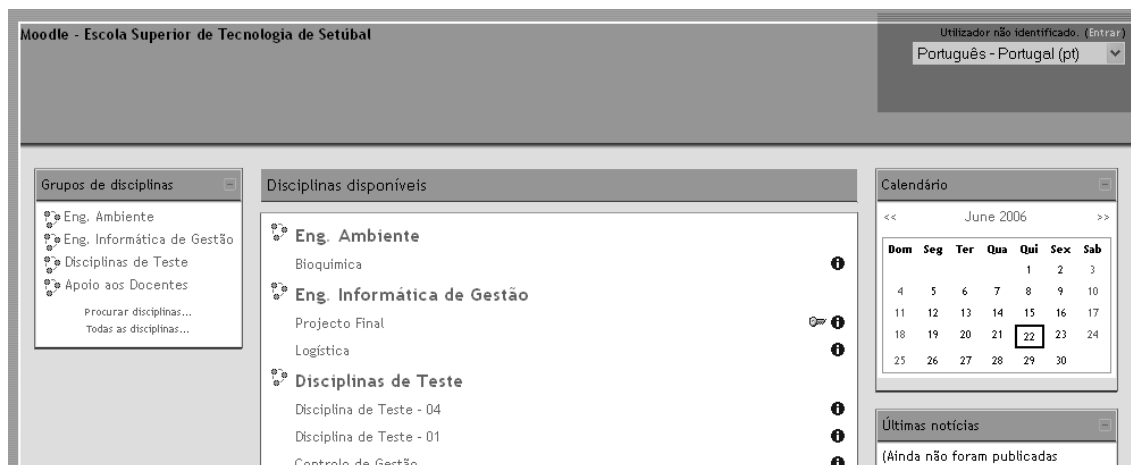 Moodle - Escola Superior de Tecnologia de Setúbal
Utilizador não identificado. (Entrar)
Português - Portugal (pt)
Grupos de disciplinas
Eng. Ambiente
Eng. Informática de Gestão
Disciplinas de Teste
Apoio aos Docentes
Procurar disciplinas...
Todas as disciplinas...
Disciplinas disponíveis
Eng. Ambiente
Bioquimica
Eng. Informática de Gestão
Projecto Final
Logística
Disciplinas de Teste
Disciplina de Teste - 04
Disciplina de Teste - 01
Controlo de Gestão
Calendário
<< June 2006 >>
Dom Seg Ter Qua Qui Sex Sab
1 2 3
4 5 6 7 8 9 10
11 12 13 14 15 16 17
18 19 20 21 22 23 24
25 26 27 28 29 30
Últimas notícias
(Ainda não foram publicadas